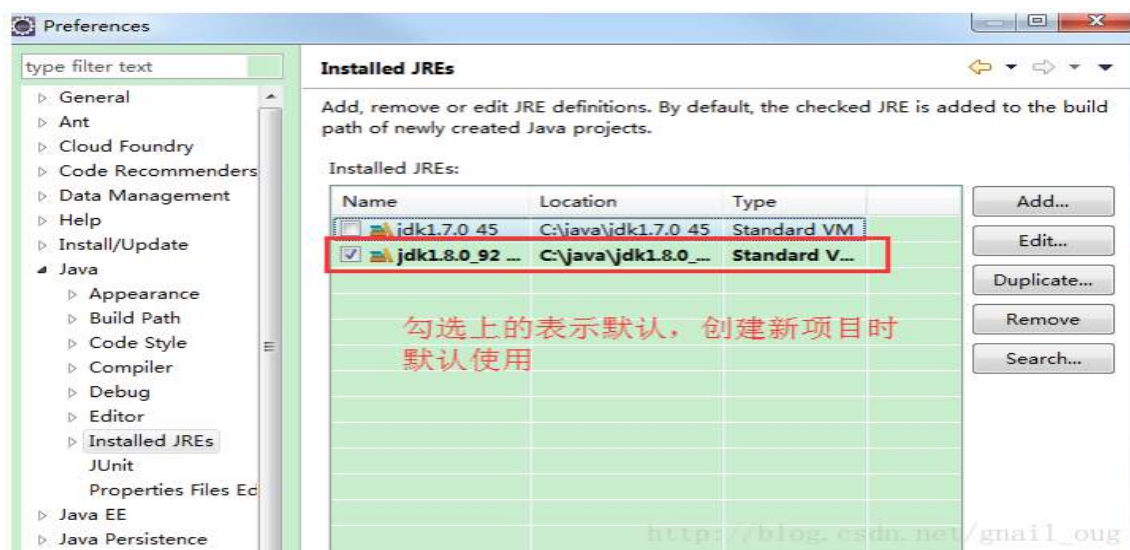 Preferences
type filter text
General
Ant
Cloud Foundry
Code Recommenders
Data Management
Help
Install/Update
Java
Appearance
Build Path
Code Style
Compiler
Debug
Editor
Installed JREs
JUnit
Properties Files Ed
Java EE
Java Persistence
Installed JREs
Add, remove or edit JRE definitions. By default, the checked JRE is added to the build
path of newly created Java projects.
Installed JREs:
Name Location Type
jdk1.7.0_45 C:\java\jdk1.7.0_45 Standard VM
jdk1.8.0_92 ... C:\java\jdk1.8.0_... Standard V...
勾选上的表示默认，创建新项目时
默认使用
Add...
Edit...
Duplicate...
Remove
Search...
http://blog.csdn.net/gnail_oug